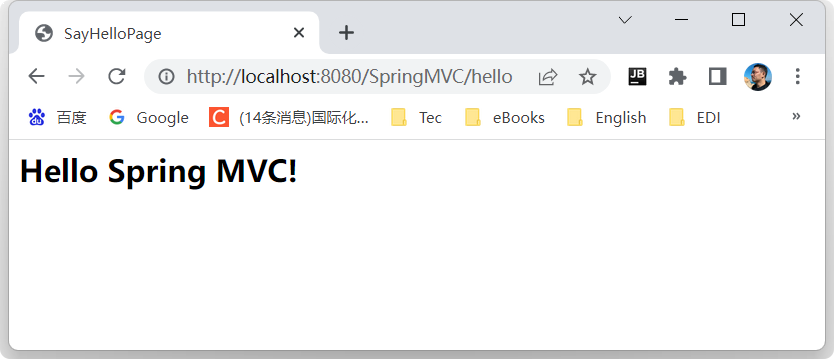 SayHelloPage
http://localhost:8080/SpringMVC/hello
JB
百度 Google C (14条消息)国际化... Tec eBooks English EDI »
Hello Spring MVC!